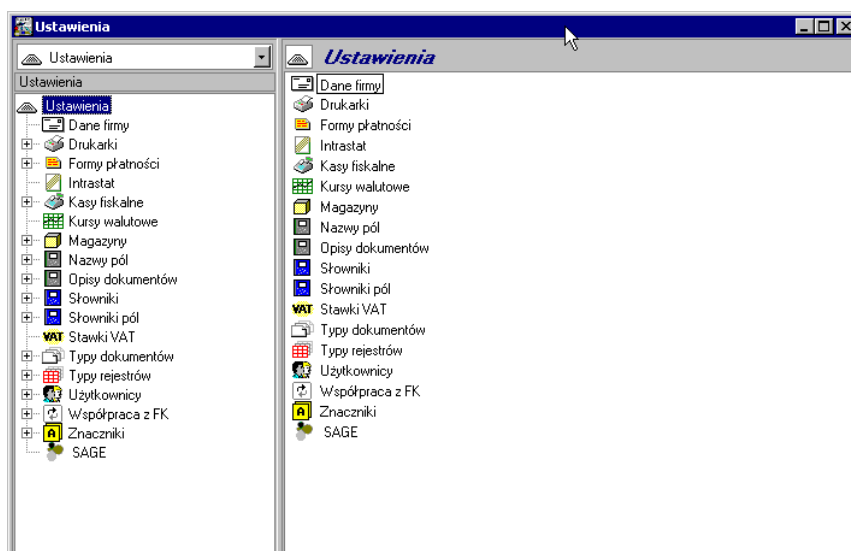 Ustawienia
Ustawienia
Ustawienia
Ustawienia
Dane firmy
Drukarki
Formy płatności
Intrastat
Kasy fiskalne
Kursy walutowe
Magazyny
Nazwy pól
Opisy dokumentów
Słowniki
Słowniki pól
VAT Stawki VAT
Typy dokumentów
Typy rejestrów
Użytkownicy
Współpraca z FK
A Znaczniki
SAGE
Ustawienia
Dane firmy
Drukarki
Formy płatności
Intrastat
Kasy fiskalne
Kursy walutowe
Magazyny
Nazwy pól
Opisy dokumentów
Słowniki
Słowniki pól
VAT Stawki VAT
Typy dokumentów
Typy rejestrów
Użytkownicy
Współpraca z FK
A Znaczniki
SAGE